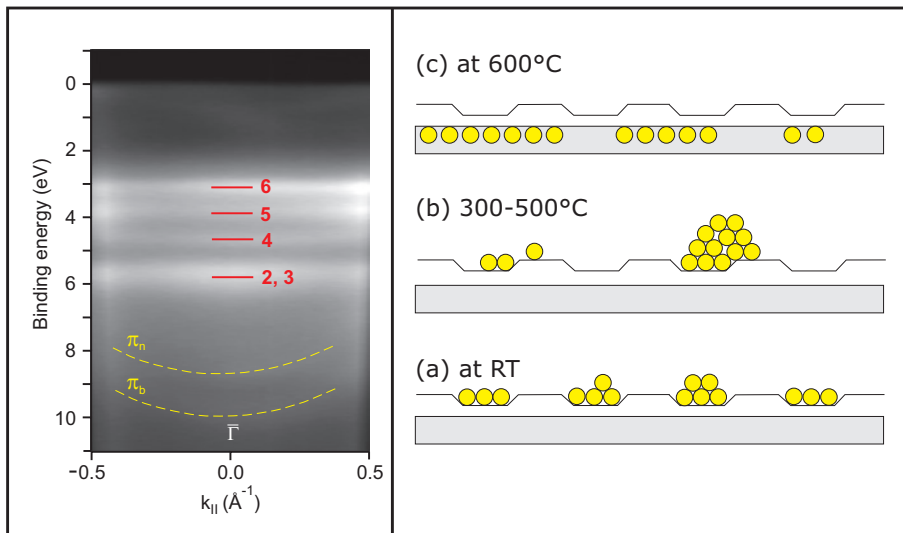 0
2
4
6
8
10
Binding energy (eV)
6
5
4
2, 3
πn
πb
Γ̅
−0.5
0.0
0.5
kII (Å-1)
(c) at 600°C
(b) 300-500°C
(a) at RT